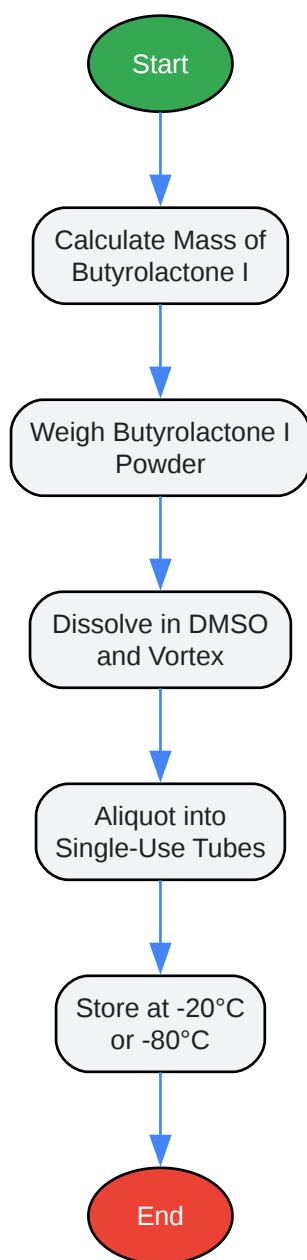 Start
Calculate Mass of
Butyrolactone I
Weigh Butyrolactone I
Powder
Dissolve in DMSO
and Vortex
Aliquot into
Single-Use Tubes
Store at -20°C
or -80°C
End